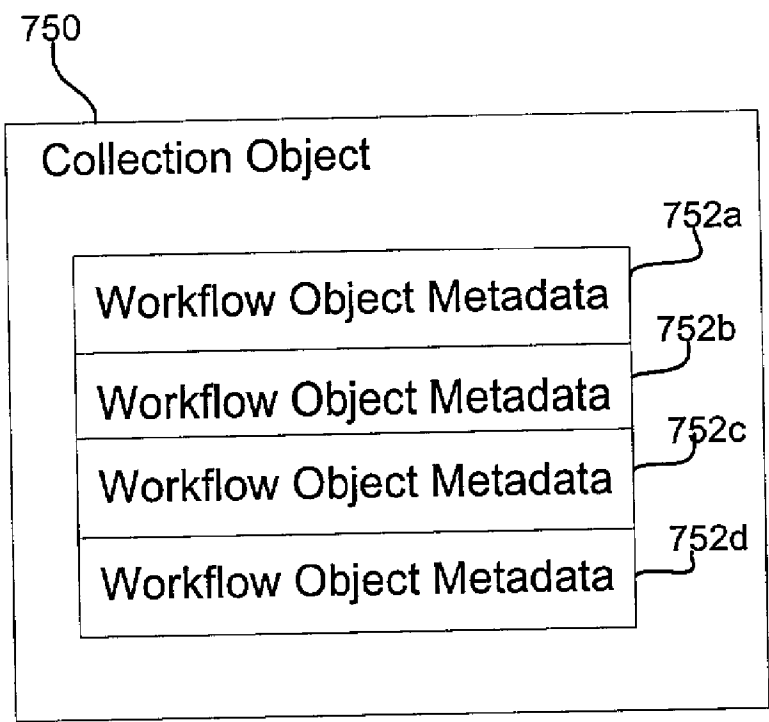 750
Collection Object
752a
Workflow Object Metadata
752b
Workflow Object Metadata
752c
Workflow Object Metadata
752d
Workflow Object Metadata